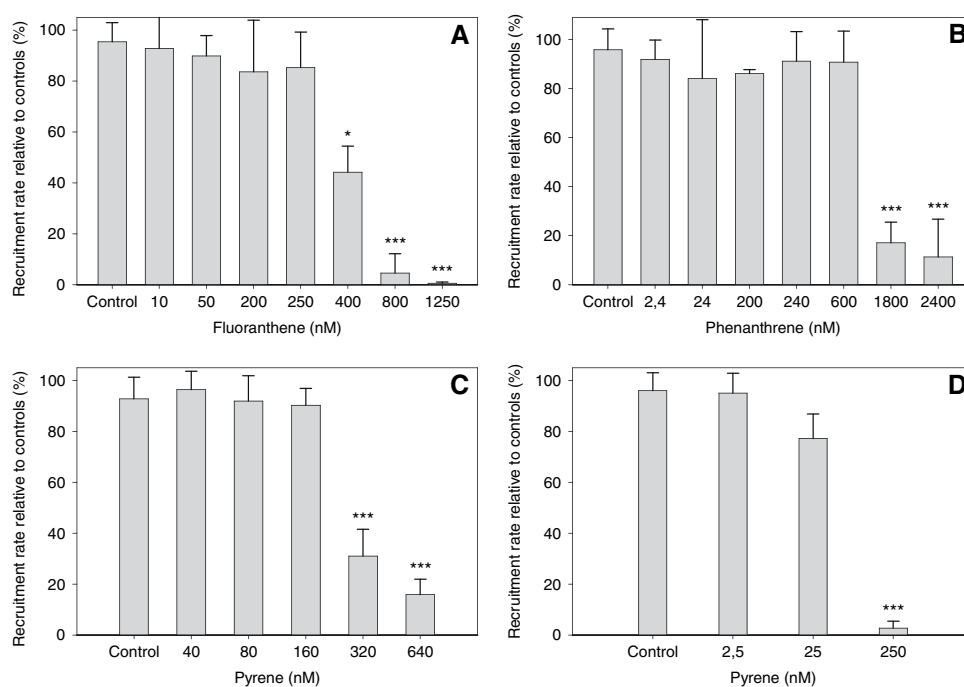 A
Recruitment rate relative to controls (%)
100
80
60
40
20
0
*
***
***
Control 10 50 200 250 400 800 1250
Fluoranthene (nM)
B
Recruitment rate relative to controls (%)
100
80
60
40
20
0
***
***
Control 2,4 24 200 240 600 1800 2400
Phenanthrene (nM)
C
Recruitment rate relative to controls (%)
100
80
60
40
20
0
***
***
Control 40 80 160 320 640
Pyrene (nM)
D
Recruitment rate relative to controls (%)
100
80
60
40
20
0
***
Control 2,5 25 250
Pyrene (nM)